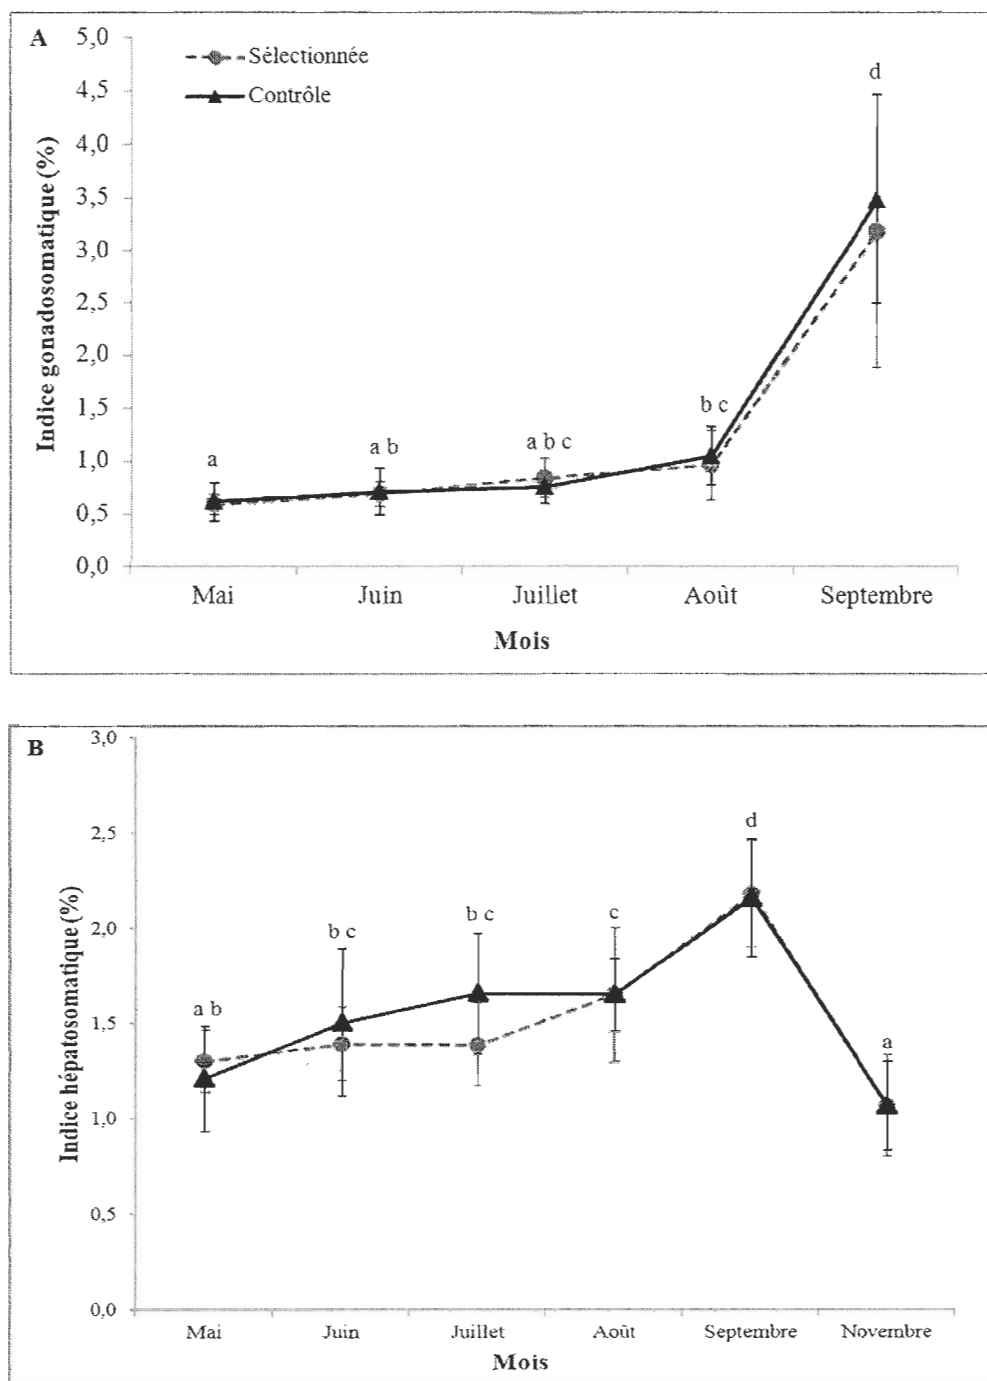 A
5,0
4,5
4,0
3,5
3,0
2,5
2,0
1,5
1,0
0,5
0,0
Indice gonadosomatique (%)
Sélectionnée
Contrôle
a
a b
a b c
b c
d
Mai Juin Juillet Août Septembre
Mois
B
3,0
2,5
2,0
1,5
1,0
0,5
0,0
Indice hépatosomatique (%)
a b
b c
b c
c
d
a
Mai Juin Juillet Août Septembre Novembre
Mois